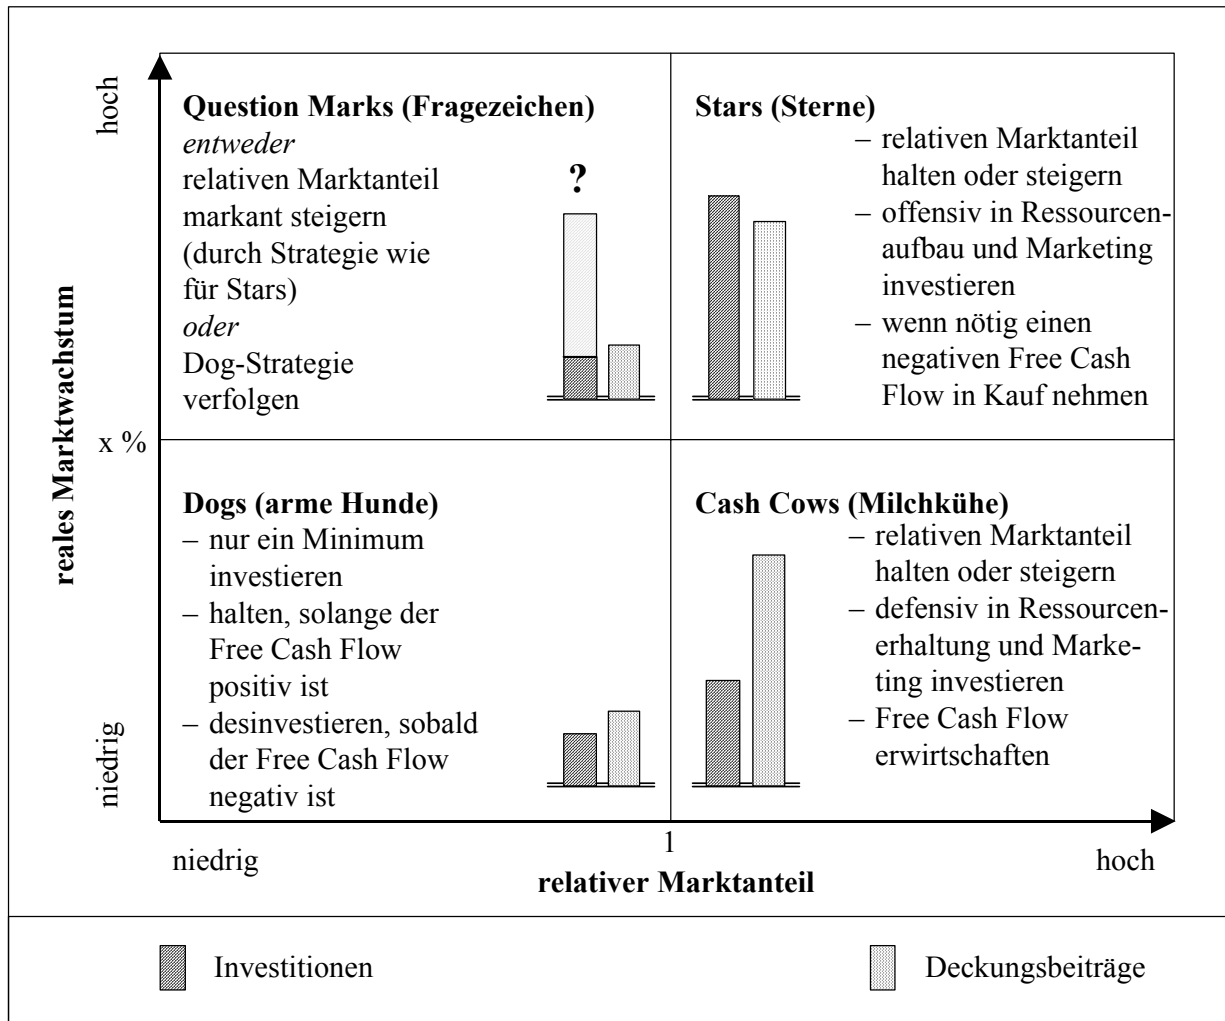 hoch
reales Marktwachstum
x %
niedrig
Question Marks (Fragezeichen)
entweder
relativen Marktanteil
markant steigern
(durch Strategie wie
für Stars)
oder
Dog-Strategie
verfolgen
?
Stars (Sterne)
– relativen Marktanteil
halten oder steigern
– offensiv in Ressourcen-
aufbau und Marketing
investieren
– wenn nötig einen
negativen Free Cash
Flow in Kauf nehmen
Dogs (arme Hunde)
– nur ein Minimum
investieren
– halten, solange der
Free Cash Flow
positiv ist
– desinvestieren, sobald
der Free Cash Flow
negativ ist
Cash Cows (Milchkühe)
– relativen Marktanteil
halten oder steigern
– defensiv in Ressourcen-
erhaltung und Marke-
ting investieren
– Free Cash Flow
erwirtschaften
niedrig
1
hoch
relativer Marktanteil
Investitionen
Deckungsbeiträge